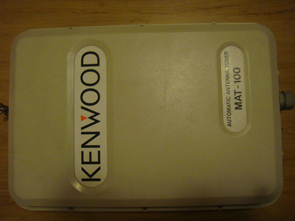 KENWOOD
AUTOMATIC ANTENNA TUNER
MAT-100